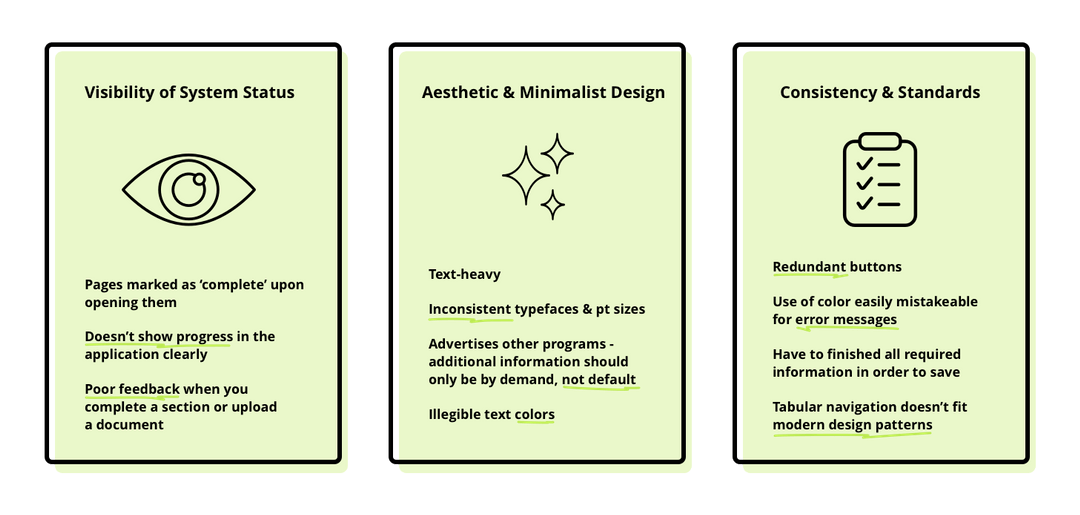 Visibility of System Status
Pages marked as ‘complete’ upon
opening them
Doesn’t show progress in the
application clearly
Poor feedback when you
complete a section or upload
a document
Aesthetic & Minimalist Design
Text-heavy
Inconsistent typefaces & pt sizes
Advertises other programs -
additional information should
only be by demand, not default
Illegible text colors
Consistency & Standards
Redundant buttons
Use of color easily mistakeable
for error messages
Have to finished all required
information in order to save
Tabular navigation doesn’t fit
modern design patterns